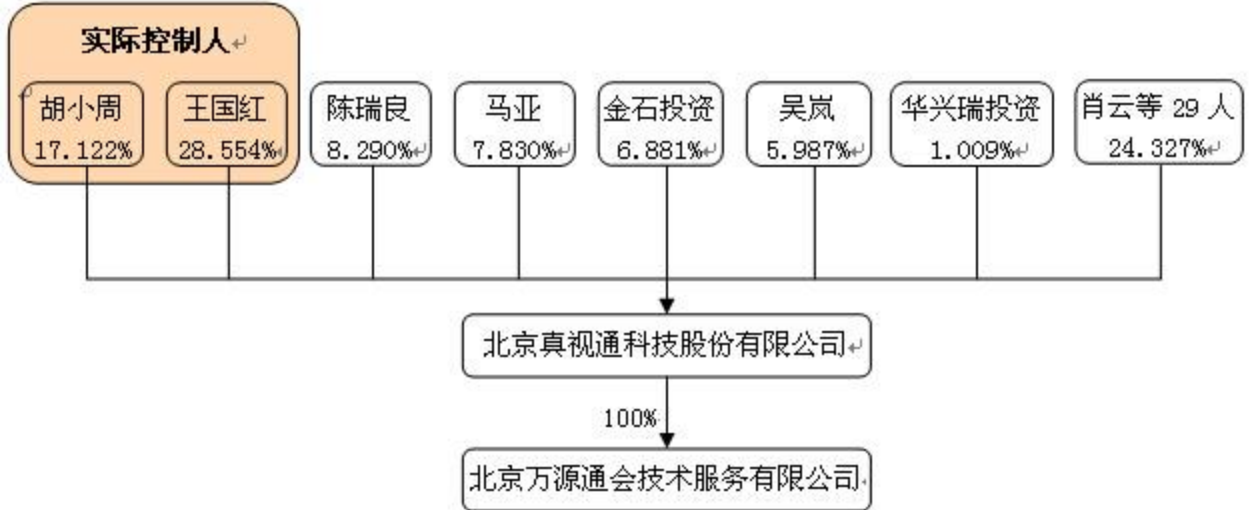 实际控制人
胡小周
17.122%
王国红
28.554%
陈瑞良
8.290%
马亚
7.830%
金石投资
6.881%
吴岚
5.987%
华兴瑞投资
1.009%
肖云等 29 人
24.327%
北京真视通科技股份有限公司
100%
北京万源通会技术服务有限公司